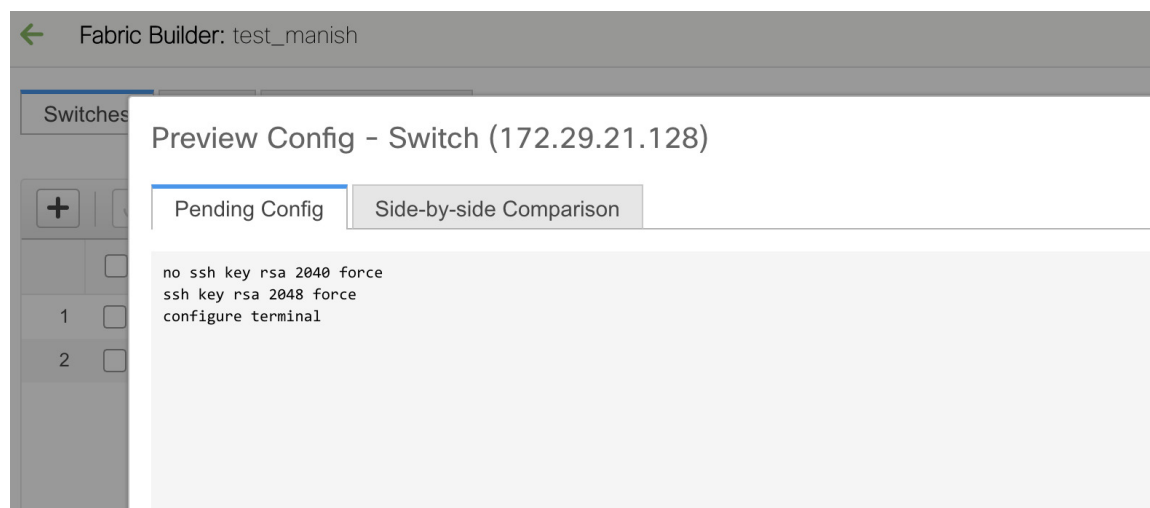 Fabric Builder: test_manish
Switches
Preview Config - Switch (172.29.21.128)
Pending Config
Side-by-side Comparison
no ssh key rsa 2040 force
ssh key rsa 2048 force
configure terminal
1
2